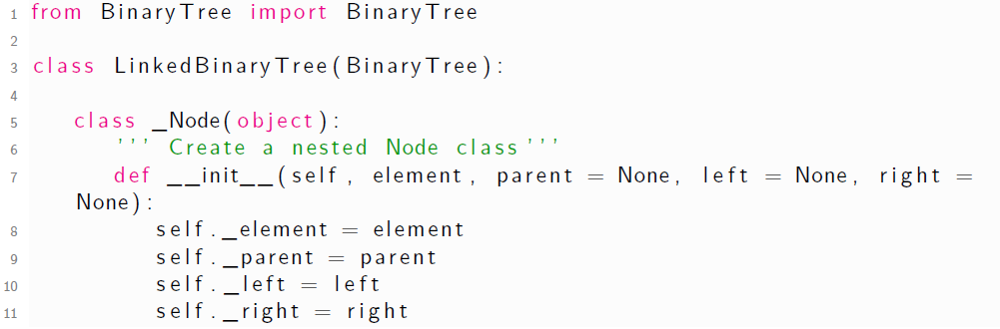 1 from BinaryTree import BinaryTree
2
3 class LinkedBinaryTree(BinaryTree):
4
5     class _Node(object):
6         ''' Create a nested Node class'''
7         def __init__(self, element, parent = None, left = None, right =
     None):
8             self._element = element
9             self._parent = parent
10             self._left = left
11             self._right = right